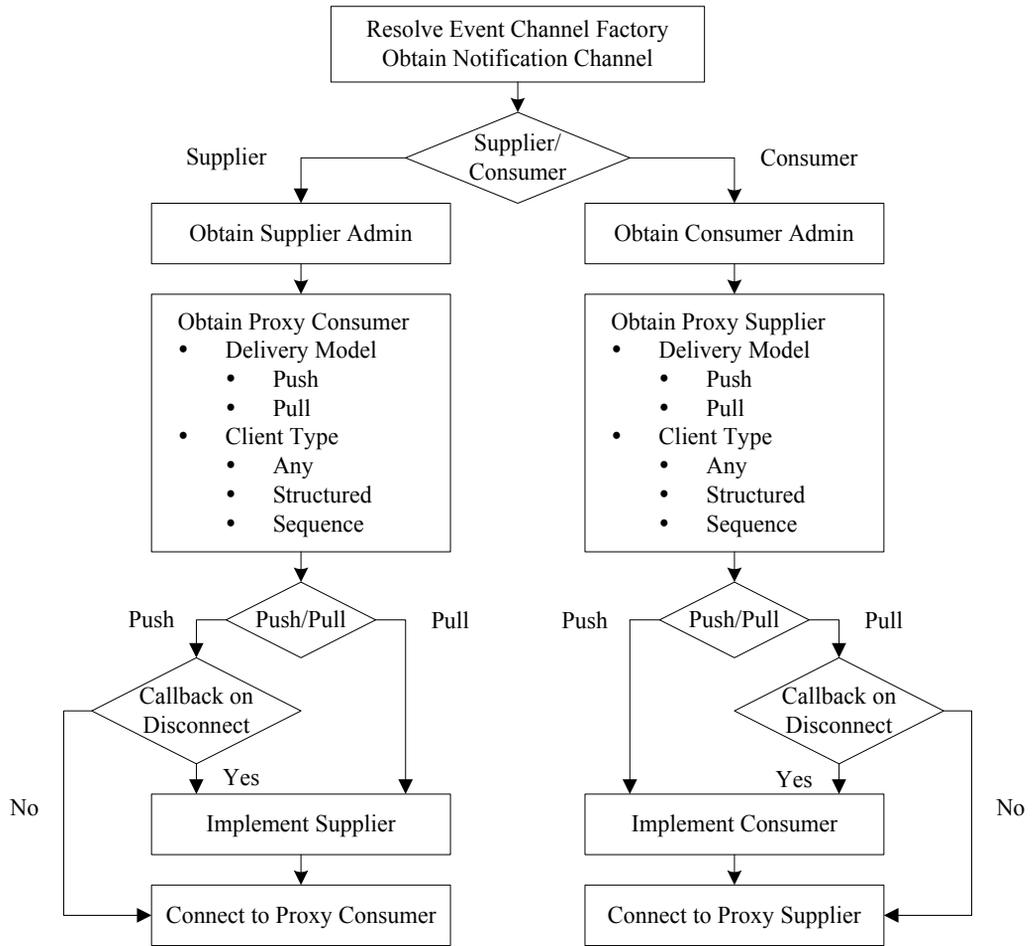 Resolve Event Channel Factory
Obtain Notification Channel
Supplier/
Consumer
Supplier
Consumer
Obtain Supplier Admin
Obtain Consumer Admin
Obtain Proxy Consumer
• Delivery Model
• Push
• Pull
• Client Type
• Any
• Structured
• Sequence
Obtain Proxy Supplier
• Delivery Model
• Push
• Pull
• Client Type
• Any
• Structured
• Sequence
Push
Push/Pull
Pull
Push
Push/Pull
Pull
Callback on
Disconnect
Callback on
Disconnect
Yes
Yes
No
No
Implement Supplier
Implement Consumer
Connect to Proxy Consumer
Connect to Proxy Supplier